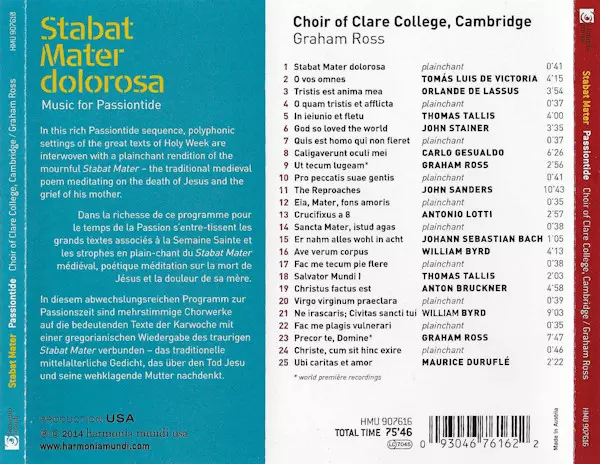 HMU 907616
Stabat Mater Passiontide Choir of Clare College, Cambridge / Graham Ross
Stabat
Mater
dolorosa
Music for Passiontide
In this rich Passiontide sequence, polyphonic
settings of the great texts of Holy Week are
interwoven with a plainchant rendition of the
mournful Stabat Mater – the traditional medieval
poem meditating on the death of Jesus and the
grief of his mother.
Dans la richesse de ce programme pour
le temps de la Passion s'entre-tissent les
grands textes associés à la Semaine Sainte et
les strophes en plain-chant du Stabat Mater
médiéval, poétique méditation sur la mort de
Jésus et la douleur de sa mère.
In diesem abwechslungsreichen Programm zur
Passionszeit sind mehrstimmige Chorwerke
auf die bedeutenden Texte der Karwoche mit
einer gregorianischen Wiedergabe des traurigen
Stabat Mater verbunden – das traditionelle
mittelalterliche Gedicht, das über den Tod Jesu
und seine wehklagende Mutter nachdenkt.
PRODUCTION USA
℗ © 2014 harmonia mundi usa
www.harmoniamundi.com
Choir of Clare College, Cambridge
Graham Ross
1 Stabat Mater dolorosa plainchant 0'41
2 O vos omnes TOMÁS LUIS DE VICTORIA 4'15
3 Tristis est anima mea ORLANDE DE LASSUS 3'54
4 O quam tristis et afflicta plainchant 0'37
5 In ieiunio et fletu THOMAS TALLIS 4'00
6 God so loved the world JOHN STAINER 3'35
7 Quis est homo qui non fleret plainchant 0'37
8 Caligaverunt oculi mei CARLO GESUALDO 6'26
9 Ut tecum lugeam* GRAHAM ROSS 2'56
10 Pro peccatis suae gentis plainchant 0'41
11 The Reproaches JOHN SANDERS 10'43
12 Eia, Mater, fons amoris plainchant 0'35
13 Crucifixus a 8 ANTONIO LOTTI 2'57
14 Sancta Mater, istud agas plainchant 0'38
15 Er nahm alles wohl in acht JOHANN SEBASTIAN BACH 1'05
16 Ave verum corpus WILLIAM BYRD 4'13
17 Fac me tecum pie flere plainchant 0'38
18 Salvator Mundi I THOMAS TALLIS 2'03
19 Christus factus est ANTON BRUCKNER 4'58
20 Virgo virginum praeclara plainchant 0'39
21 Ne irascaris; Civitas sancti tui WILLIAM BYRD 9'03
22 Fac me plagis vulnerari plainchant 0'35
23 Precor te, Domine* GRAHAM ROSS 7'47
24 Christe, cum sit hinc exire plainchant 0'46
25 Ubi caritas et amor MAURICE DURUFLÉ 2'22
* world première recordings
HMU 907616
TOTAL TIME 75'46
LC 7045
0 93046 76162 2
Made in Austria
Stabat Mater Passiontide Choir of Clare College, Cambridge / Graham Ross
HMU 907616